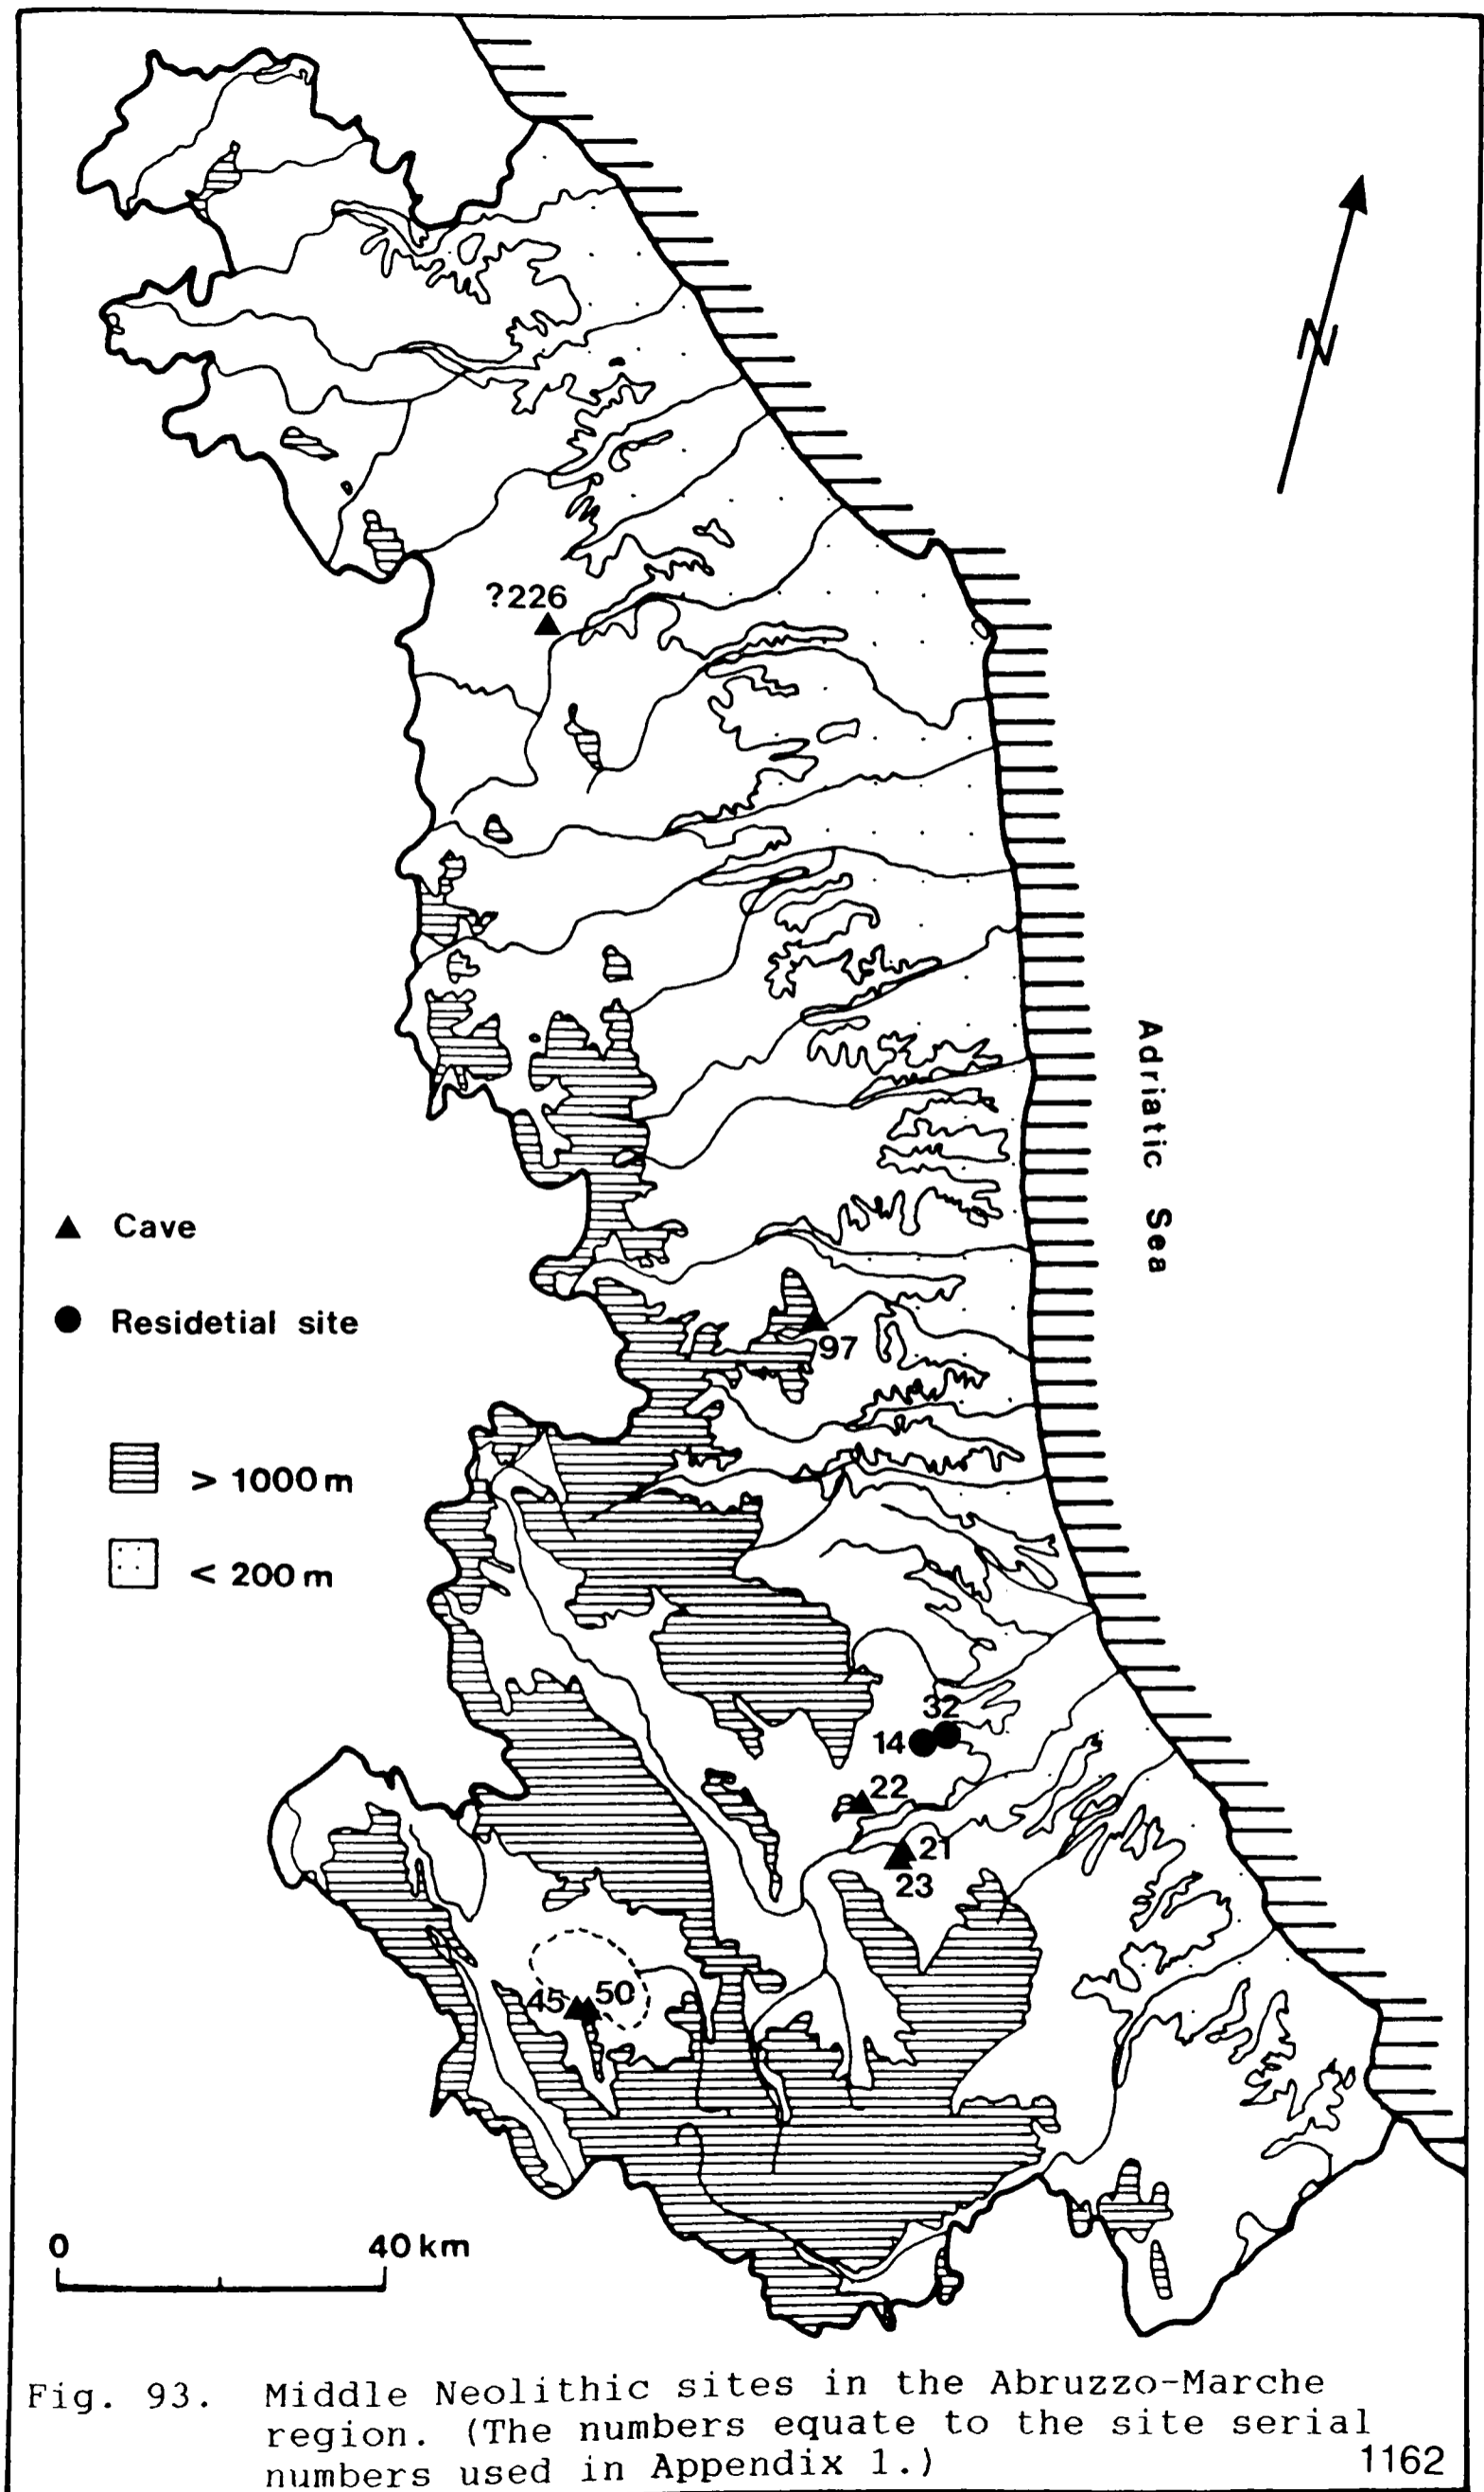 N
?226
Adriatic Sea
▲ Cave
● Residetial site
97
> 1000 m
< 200 m
32
14
22
21
23
45 50
0 40 km
Fig. 93. Middle Neolithic sites in the Abruzzo-Marche
region. (The numbers equate to the site serial
numbers used in Appendix 1.)
1162